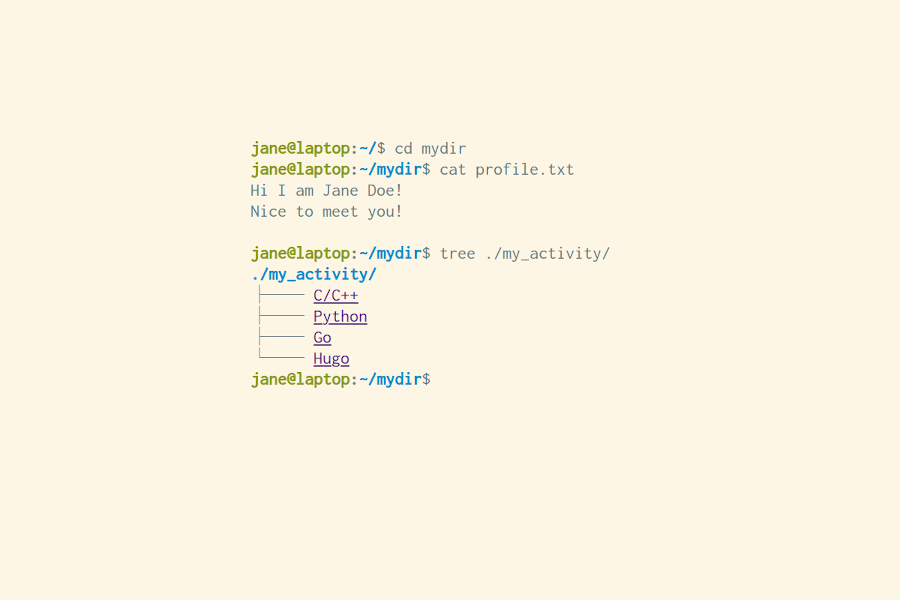 jane@laptop:~/$ cd mydir
jane@laptop:~/mydir$ cat profile.txt
Hi I am Jane Doe!
Nice to meet you!
jane@laptop:~/mydir$ tree ./my_activity/
./my_activity/
├──── C/C++
├──── Python
├──── Go
└──── Hugo
jane@laptop:~/mydir$